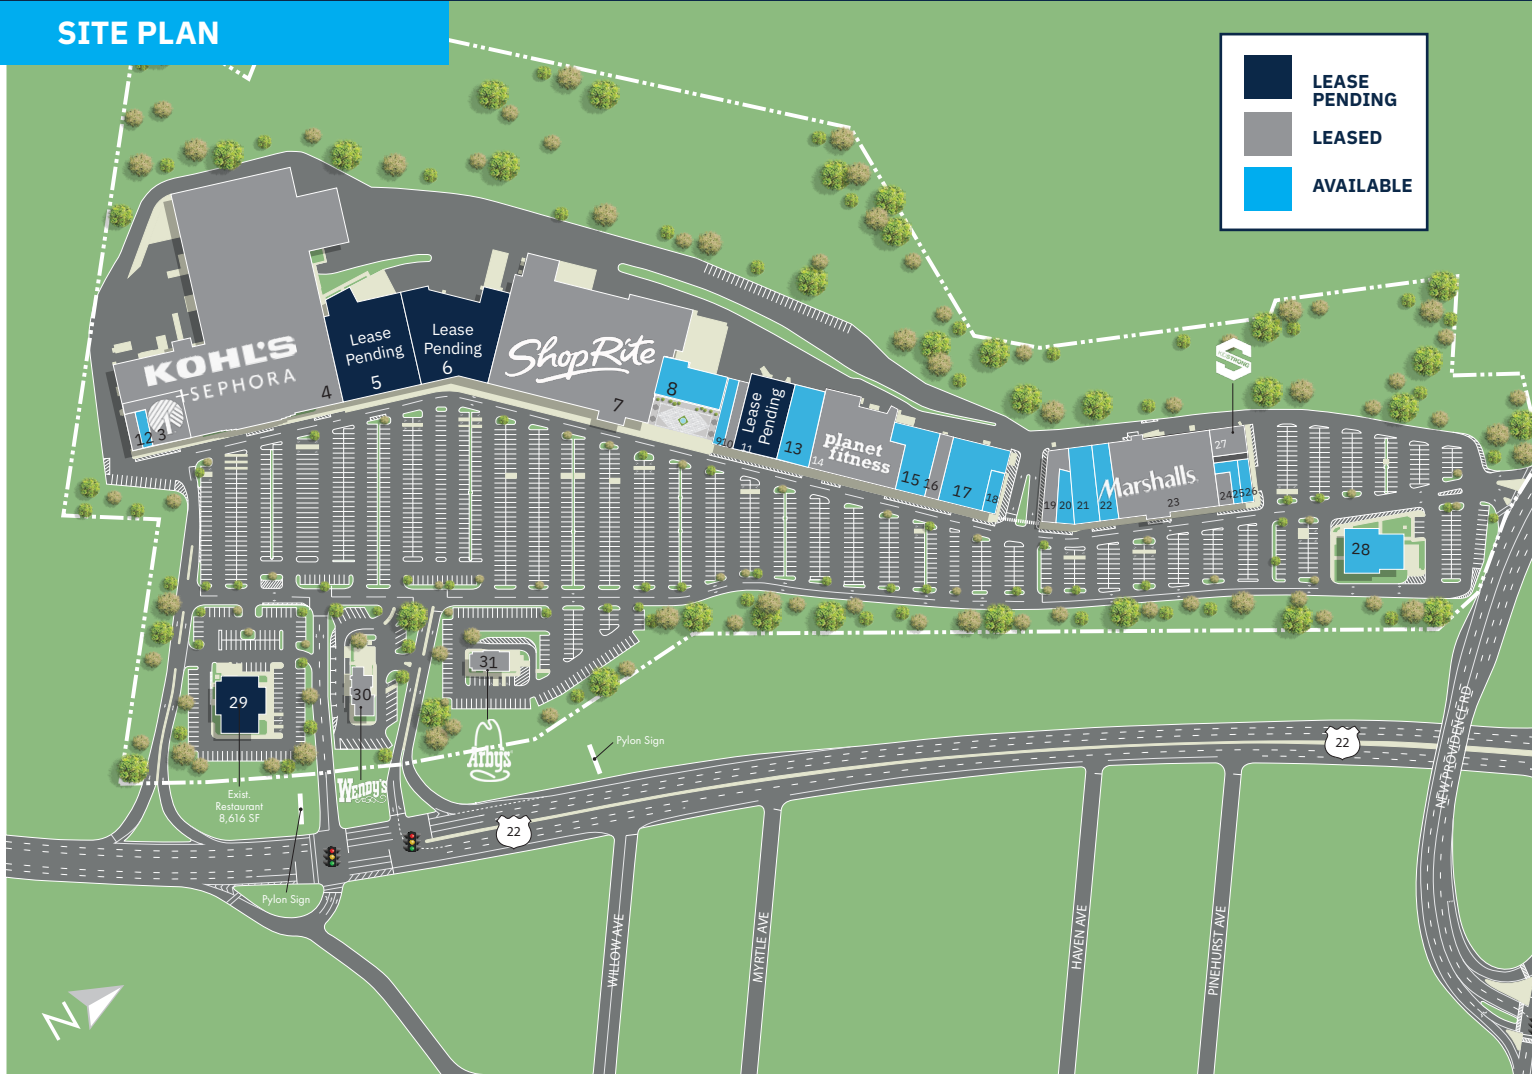 SITE PLAN
LEASE
PENDING
LEASED
AVAILABLE
KOHL'S
+SEPHORA
1
2
3
4
Lease
Pending
5
Lease
Pending
6
ShopRite
7
8
9
10
Lease
Pending
11
13
14
planet
fitness
15
16
17
18
19
20
21
22
Marshalls
23
24
25
26
27
28
29
30
31
Exist.
Restaurant
8,616 SF
Wendy's
Arby's
Pylon Sign
Pylon Sign
22
22
NEW PROVIDENCE RD
WILLOW AVE
MYRTLE AVE
HAVEN AVE
PINEHURST AVE
N